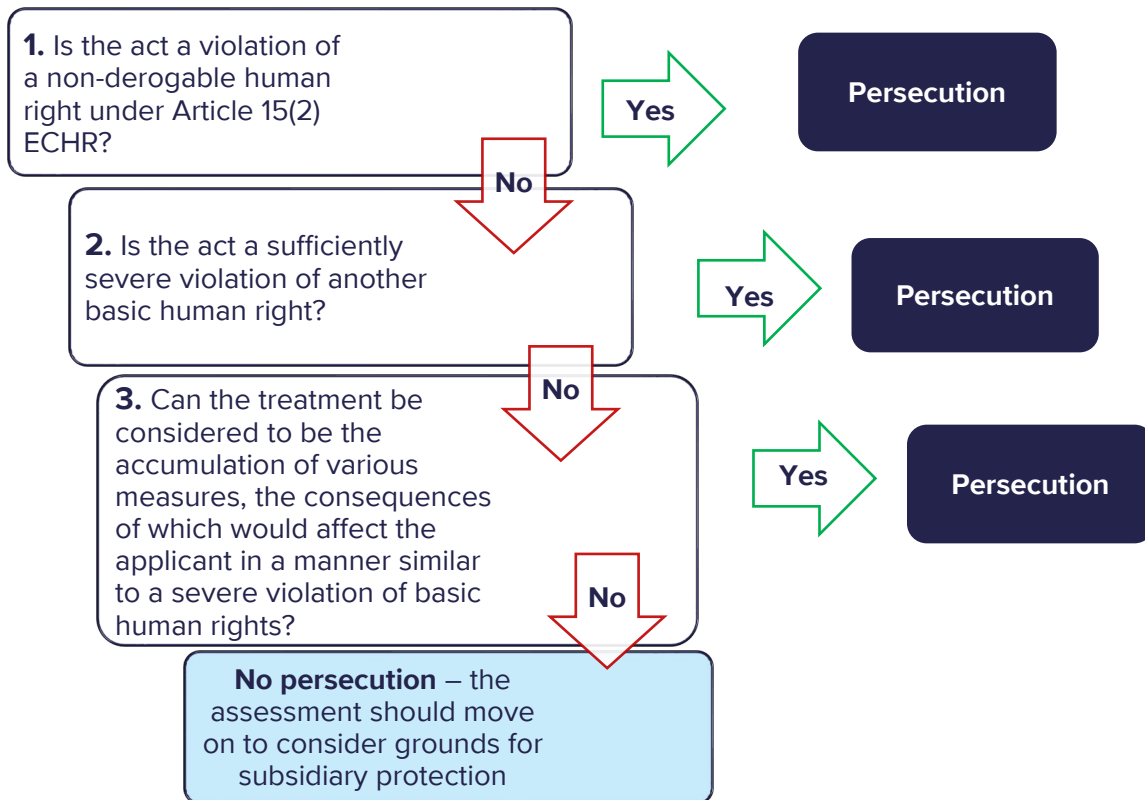 1. Is the act a violation of
a non-derogable human
right under Article 15(2)
ECHR?
Yes
Persecution
No
2. Is the act a sufficiently
severe violation of another
basic human right?
Yes
Persecution
No
3. Can the treatment be
considered to be the
accumulation of various
measures, the consequences
of which would affect the
applicant in a manner similar
to a severe violation of basic
human rights?
Yes
Persecution
No
No persecution – the
assessment should move
on to consider grounds for
subsidiary protection